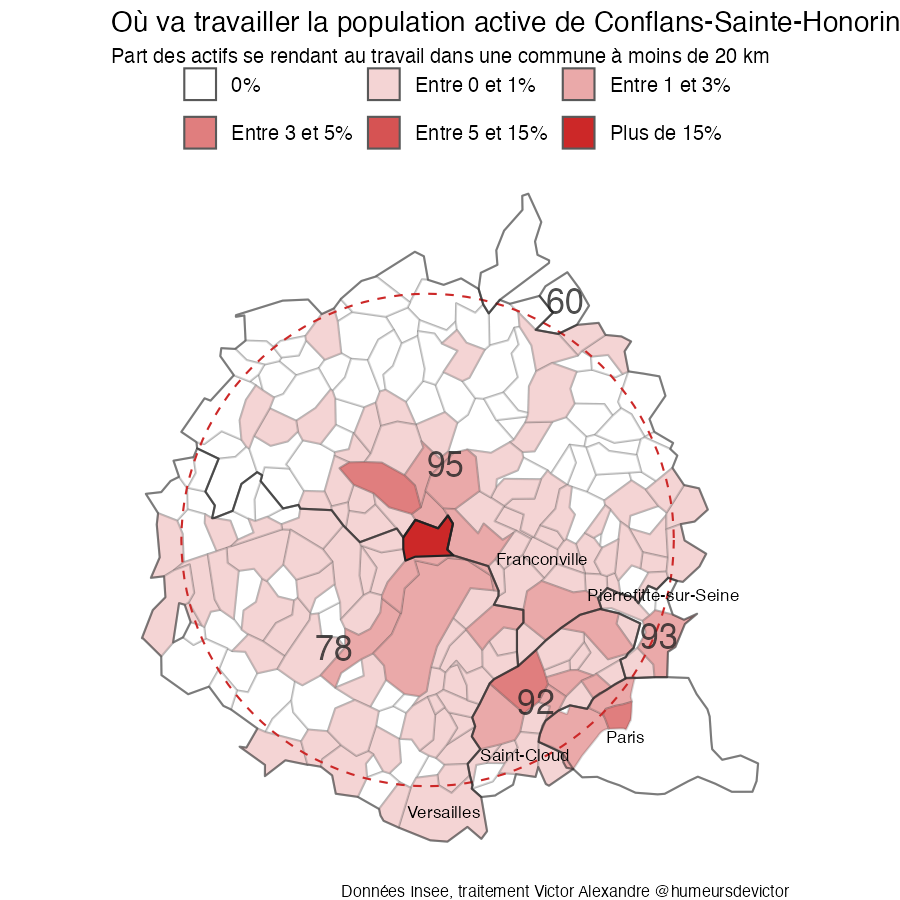 Où va travailler la population active de Conflans-Sainte-Honorin
Part des actifs se rendant au travail dans une commune à moins de 20 km
0% Entre 0 et 1% Entre 1 et 3%
Entre 3 et 5% Entre 5 et 15% Plus de 15%
60
95
Franconville
Pierrefitte-sur-Seine
93
78
92
Paris
Saint-Cloud
Versailles
Données Insee, traitement Victor Alexandre @humeursdevictor